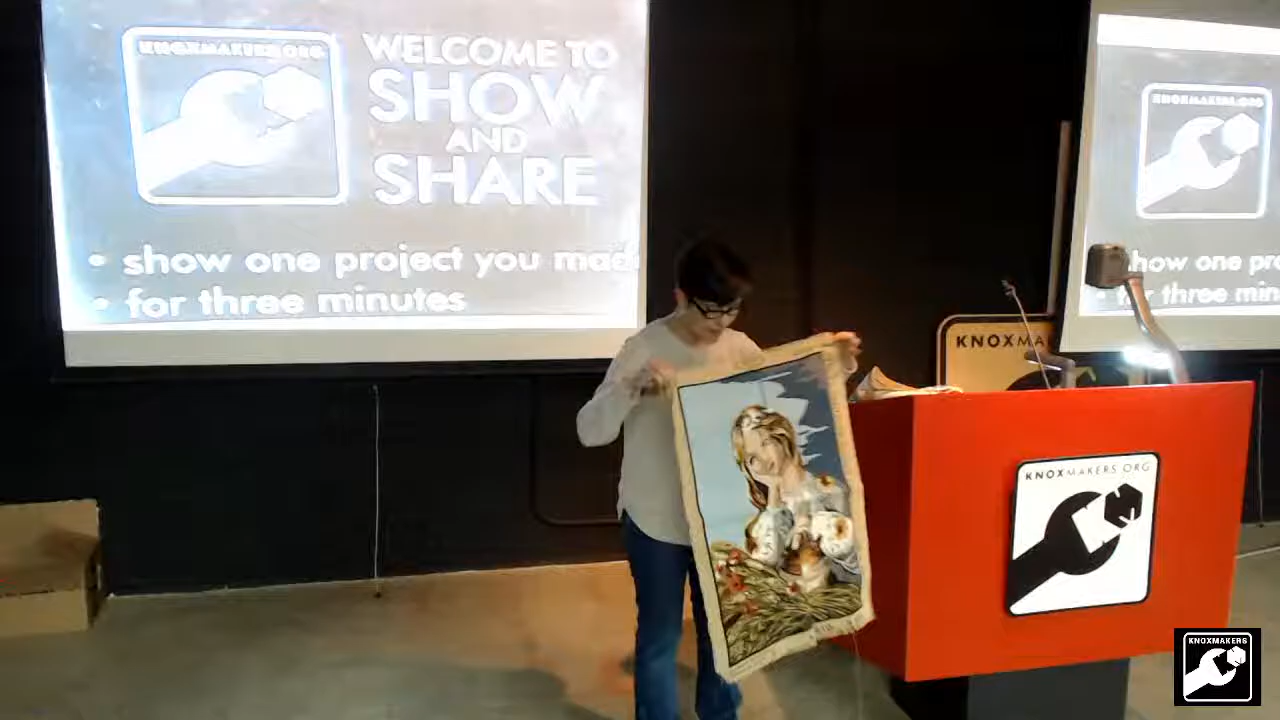 KNOXMAKERS.ORG
WELCOME TO
SHOW
AND
SHARE
• show one project you mad
• for three minutes
KNOXMAKERS.ORG
how one pr
three min
KNOXMA
KNOXMAKERS.ORG
KNOXMAKERS